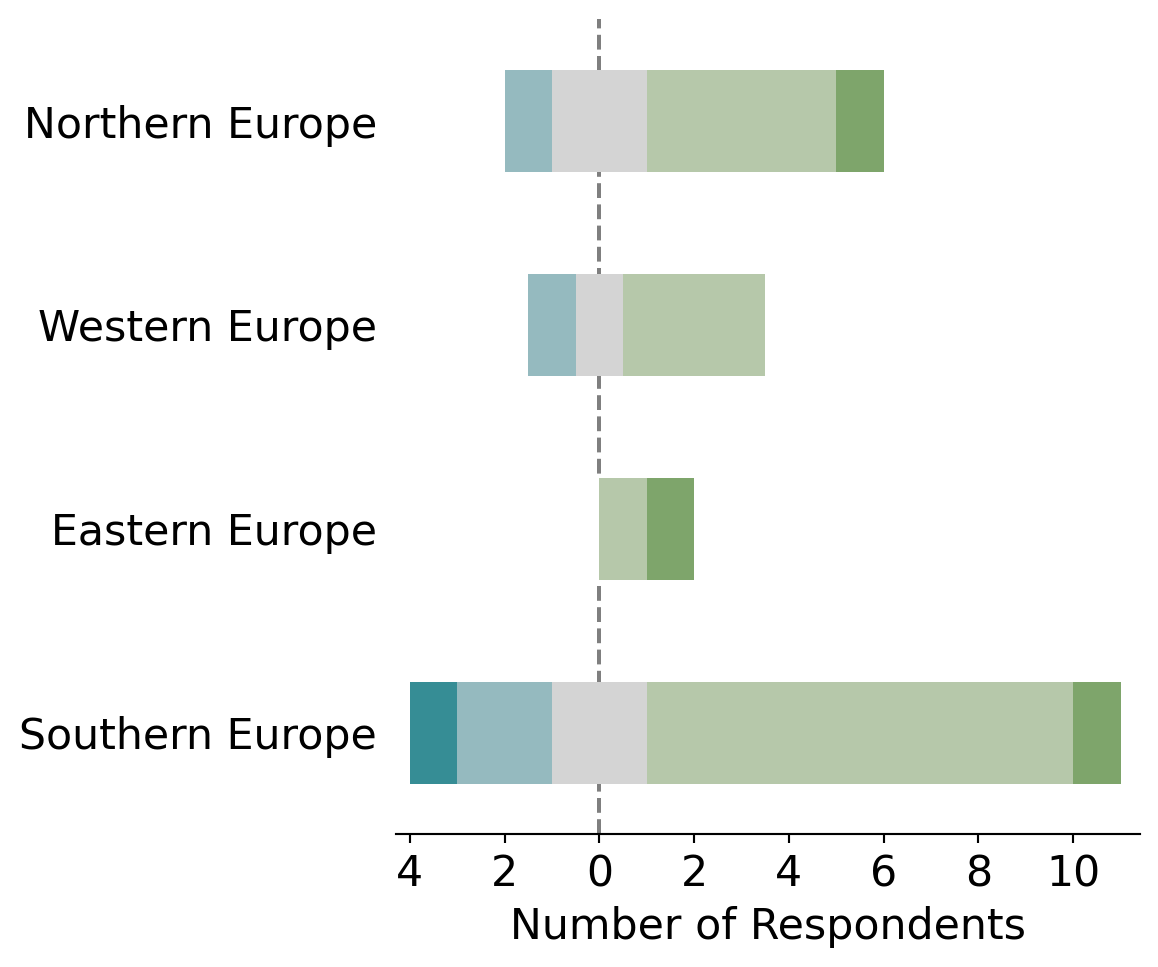 Northern Europe
Western Europe
Eastern Europe
Southern Europe
4 2 0 2 4 6 8 10
Number of Respondents